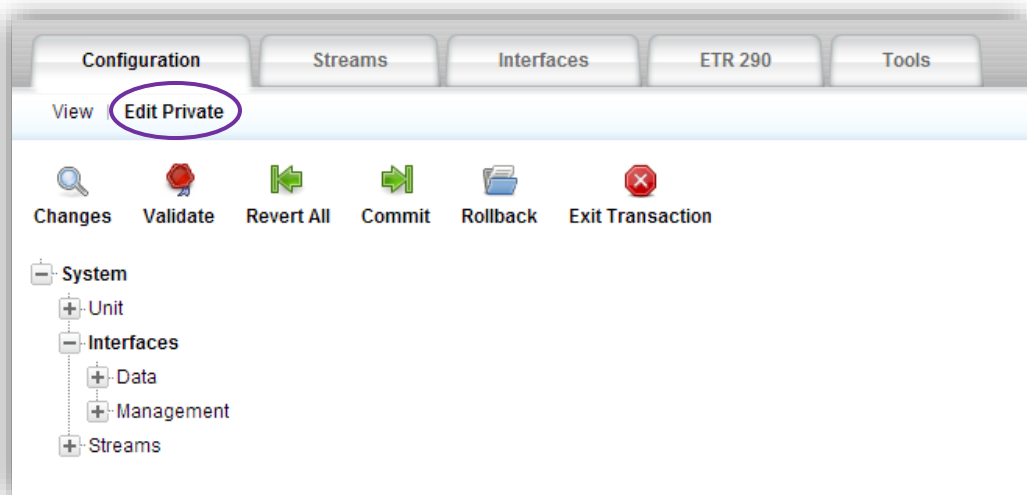 Configuration Streams Interfaces ETR 290 Tools
View | Edit Private
Changes Validate Revert All Commit Rollback Exit Transaction
System
Unit
Interfaces
Data
Management
Streams